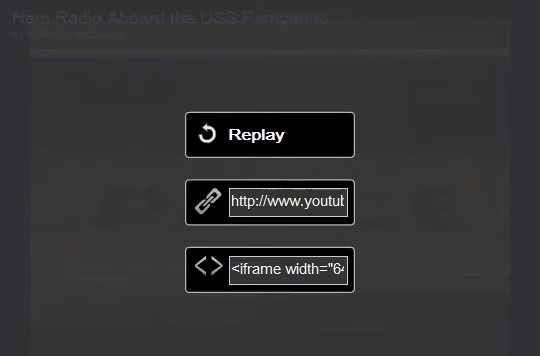 Ham Radio Aboard the USS Pampanito
Replay
http://www.youtub
<iframe width="64